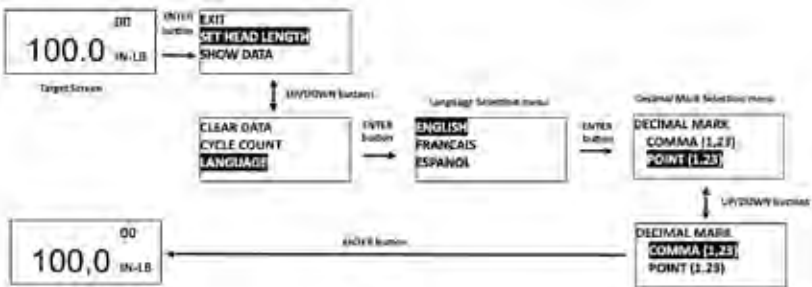 00
100.0 IN-LB
Target Screen
ENTER
button
EXIT
SET HEAD LENGTH
SHOW DATA
UP/DOWN buttons
CLEAR DATA
CYCLE COUNT
LANGUAGE
ENTER
button
Language Selection menu
ENGLISH
FRANÇAIS
ESPANOL
ENTER
button
Decimal Mark Selection menu
DECIMAL MARK
COMMA (1,23)
POINT (1.23)
UP/DOWN buttons
DECIMAL MARK
COMMA (1,23)
POINT (1.23)
ENTER button
00
100,0 IN-LB